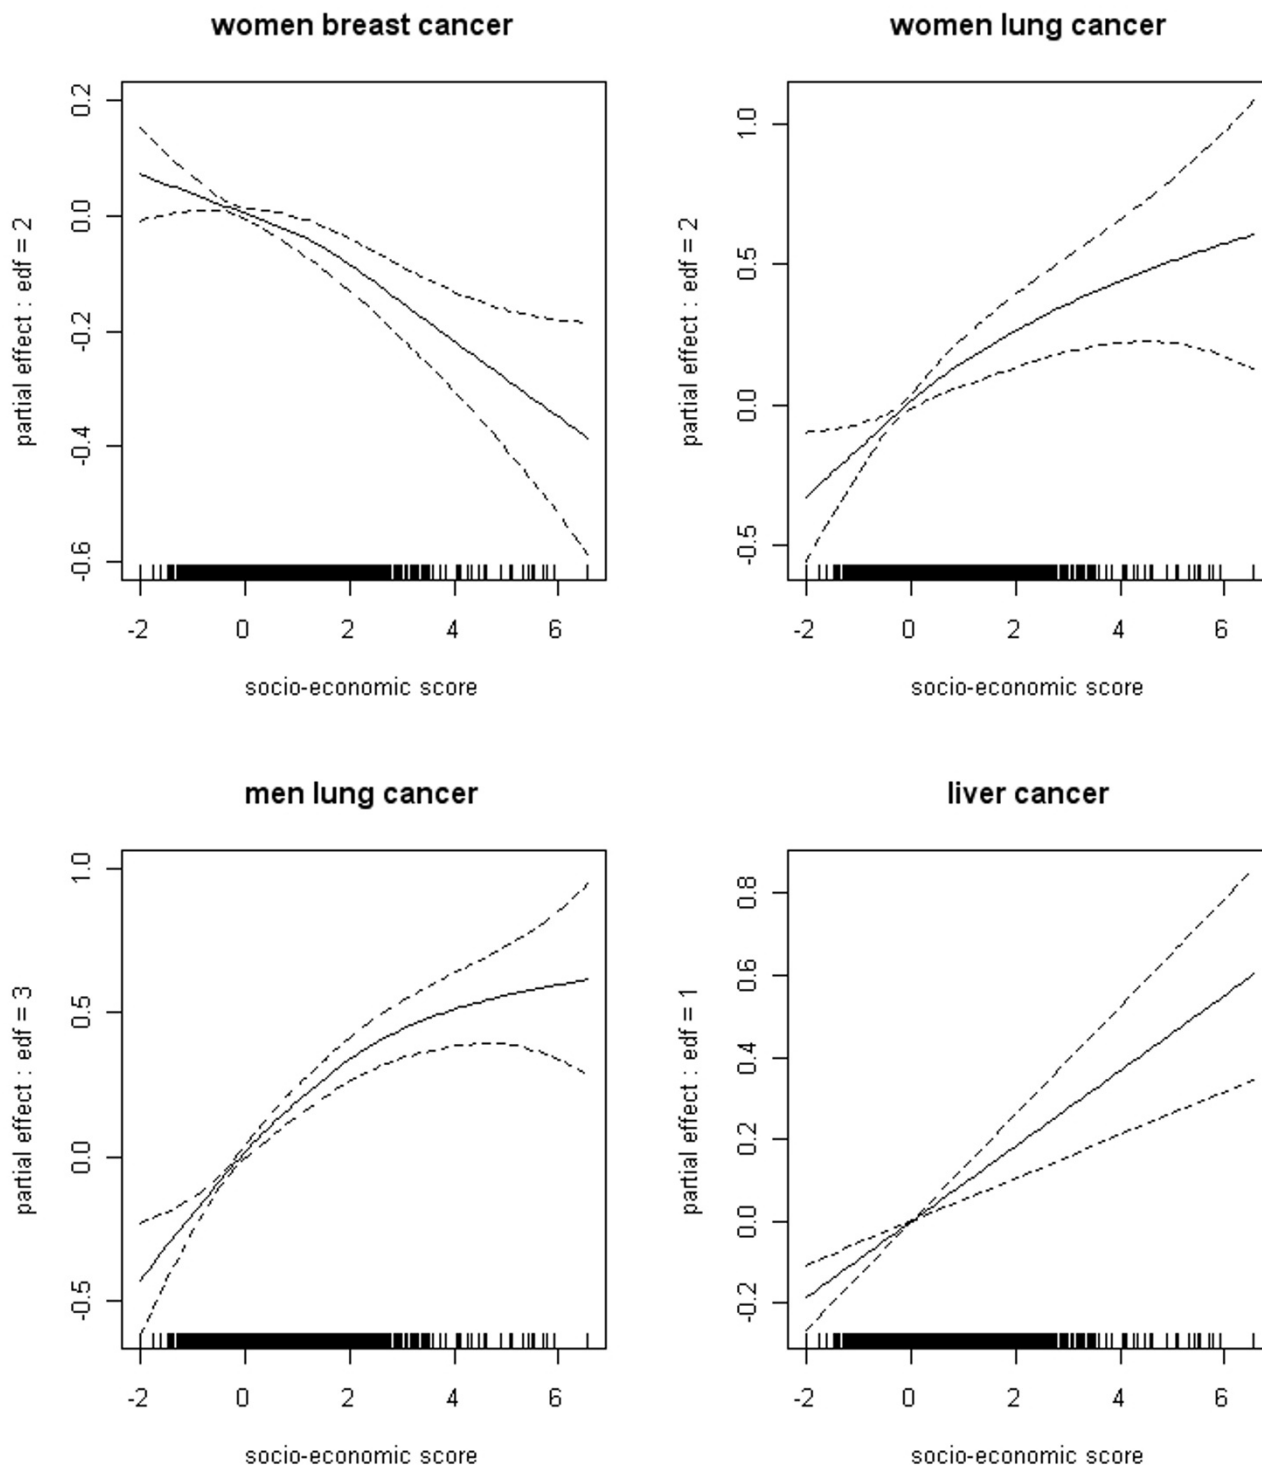 women breast cancer
women lung cancer
partial effect : edf = 2
0.2
0.0
-0.2
-0.4
-0.6
-2 0 2 4 6
socio-economic score
partial effect : edf = 2
1.0
0.5
0.0
-0.5
-2 0 2 4 6
socio-economic score
men lung cancer
liver cancer
partial effect : edf = 3
1.0
0.5
0.0
-0.5
-2 0 2 4 6
socio-economic score
partial effect : edf = 1
0.8
0.6
0.4
0.2
0.0
-0.2
-2 0 2 4 6
socio-economic score